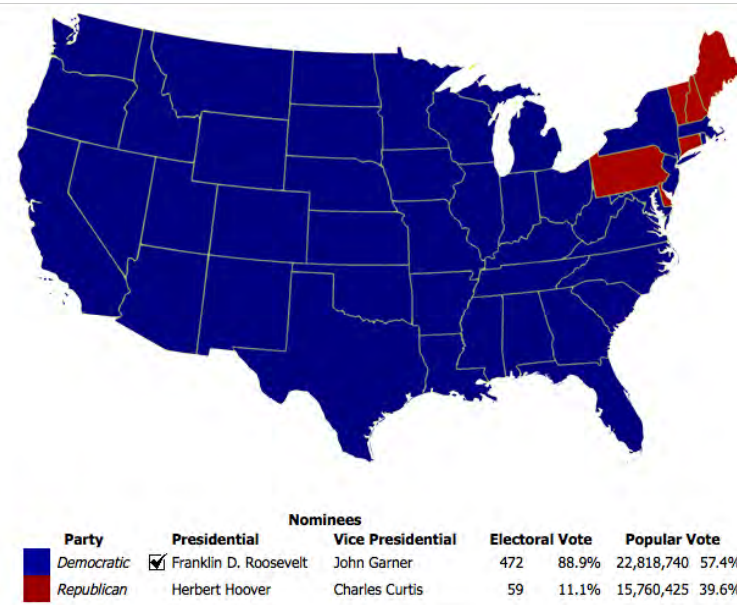 Nominees
Party Presidential Vice Presidential Electoral Vote Popular Vote
Democratic Franklin D. Roosevelt John Garner 472 88.9% 22,818,740 57.4%
Republican Herbert Hoover Charles Curtis 59 11.1% 15,760,425 39.6%